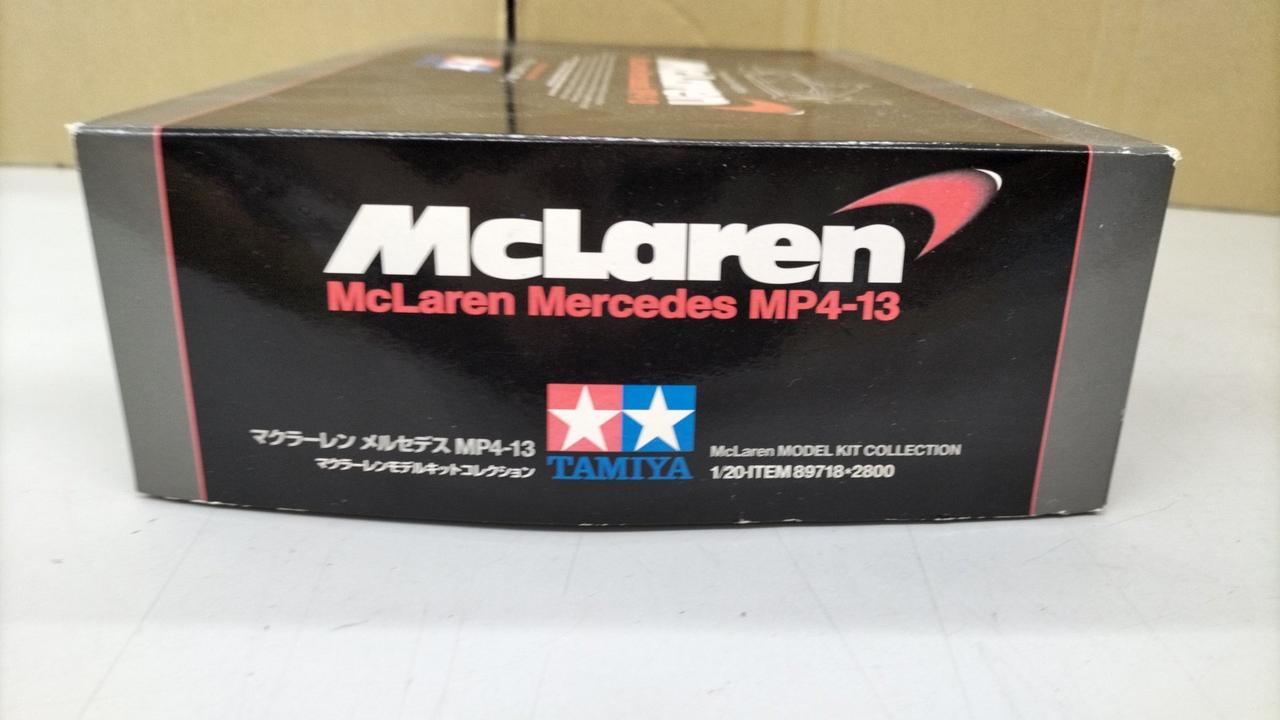 McLaren
McLaren Mercedes MP4-13
マクラーレン メルセデス MP4-13
マクラーレンモデルキットコレクション
TAMIYA
McLaren MODEL KIT COLLECTION
1/20•ITEM 89718•2800